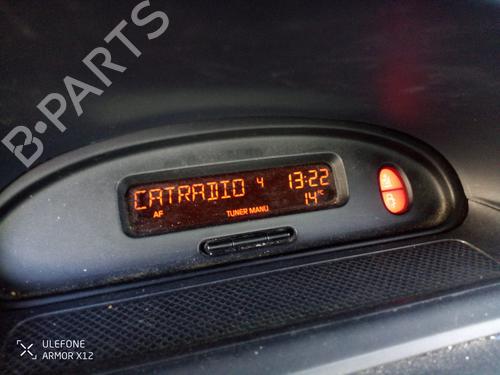 B·PARTS
CATRADIO 4 13:22
AF TUNER MANU 14°C
ULEFONE
ARMOR X12